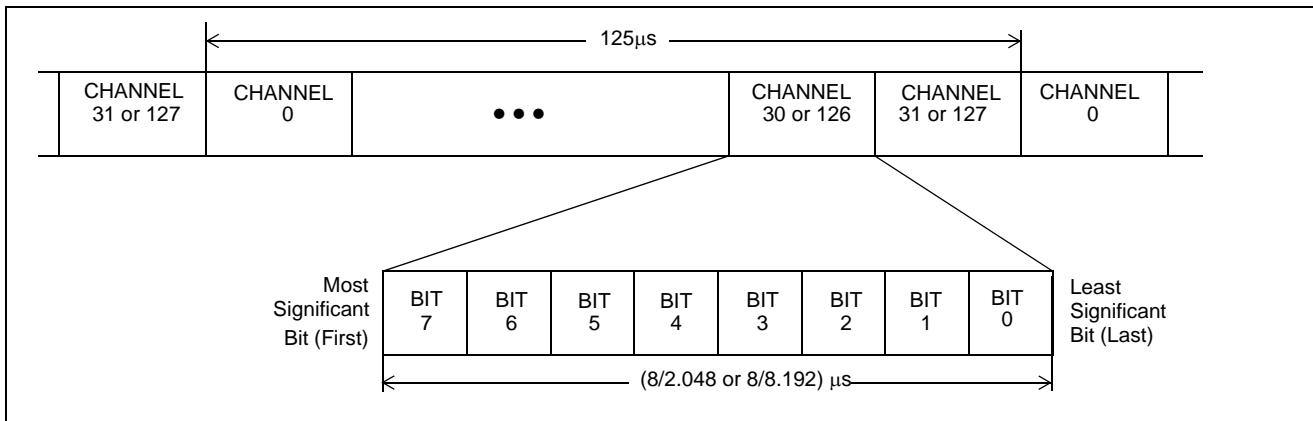 125μs
CHANNEL
31 or 127
CHANNEL
0
•••
CHANNEL
30 or 126
CHANNEL
31 or 127
CHANNEL
0
Most
Significant
Bit (First)
BIT
7
BIT
6
BIT
5
BIT
4
BIT
3
BIT
2
BIT
1
BIT
0
Least
Significant
Bit (Last)
(8/2.048 or 8/8.192) μs